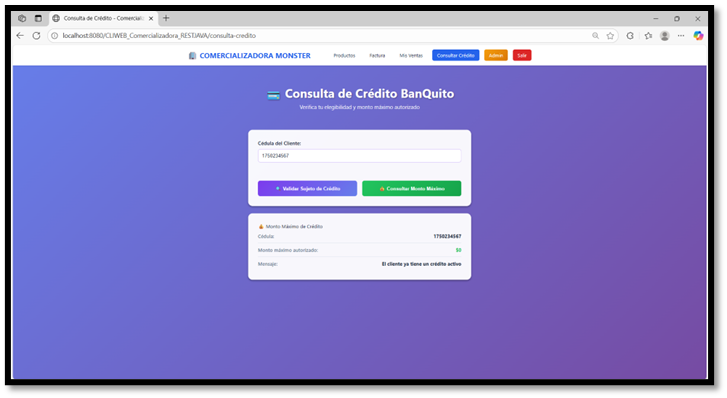 Consulta de Crédito - Comercializ
localhost:8080/CLIWEB_Comercializadora_RESTJAVA/consulta-credito
COMERCIALIZADORA MONSTER
Productos
Factura
Mis Ventas
Consultar Crédito
Admin
Salir
Consulta de Crédito BanQuito
Verifica tu elegibilidad y monto máximo autorizado
Cédula del Cliente:
1750234567
Validar Sujeto de Crédito
Consultar Monto Máximo
Monto Máximo de Crédito
Cédula: 1750234567
Monto máximo autorizado: $0
Mensaje: El cliente ya tiene un crédito activo